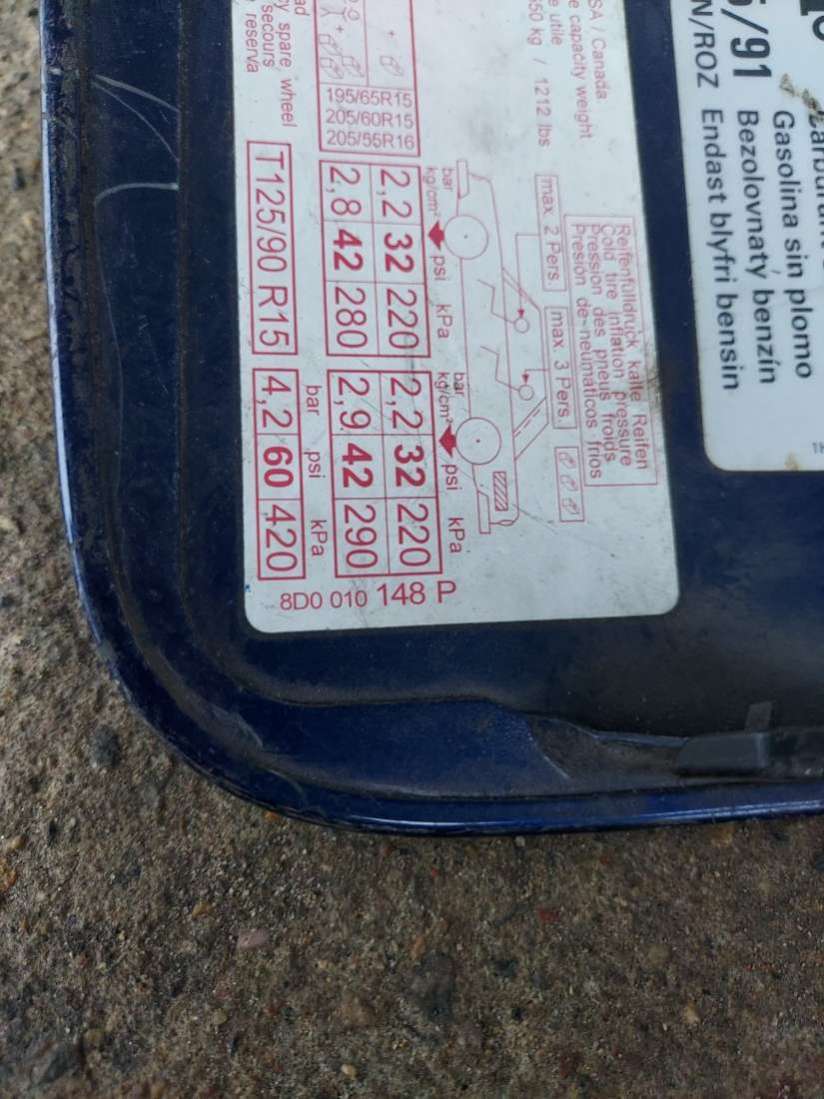 Gasolina sin plomo
/91 Bezolovnatý benzín
N/ROZ Endast blyfri bensin
Reifenfülldruck kalte Reifen
Cold tire inflation pressure
Pression des pneus froids
Presión de-neumáticos frios
SA / Canada
capacity weight
utile
50 kg / 1212 lbs
max. 2 Pers. max. 3 Pers.
bar
kg/cm² psi kPa
bar
kg/cm² psi kPa
195/65R15
205/60R15
205/55R16
2,2 32 220 2,2 32 220
2,8 42 280 2,9 42 290
bar psi kPa
spare wheel
secours
reserva
T125/90 R15 4,2 60 420
8D0 010 148 P